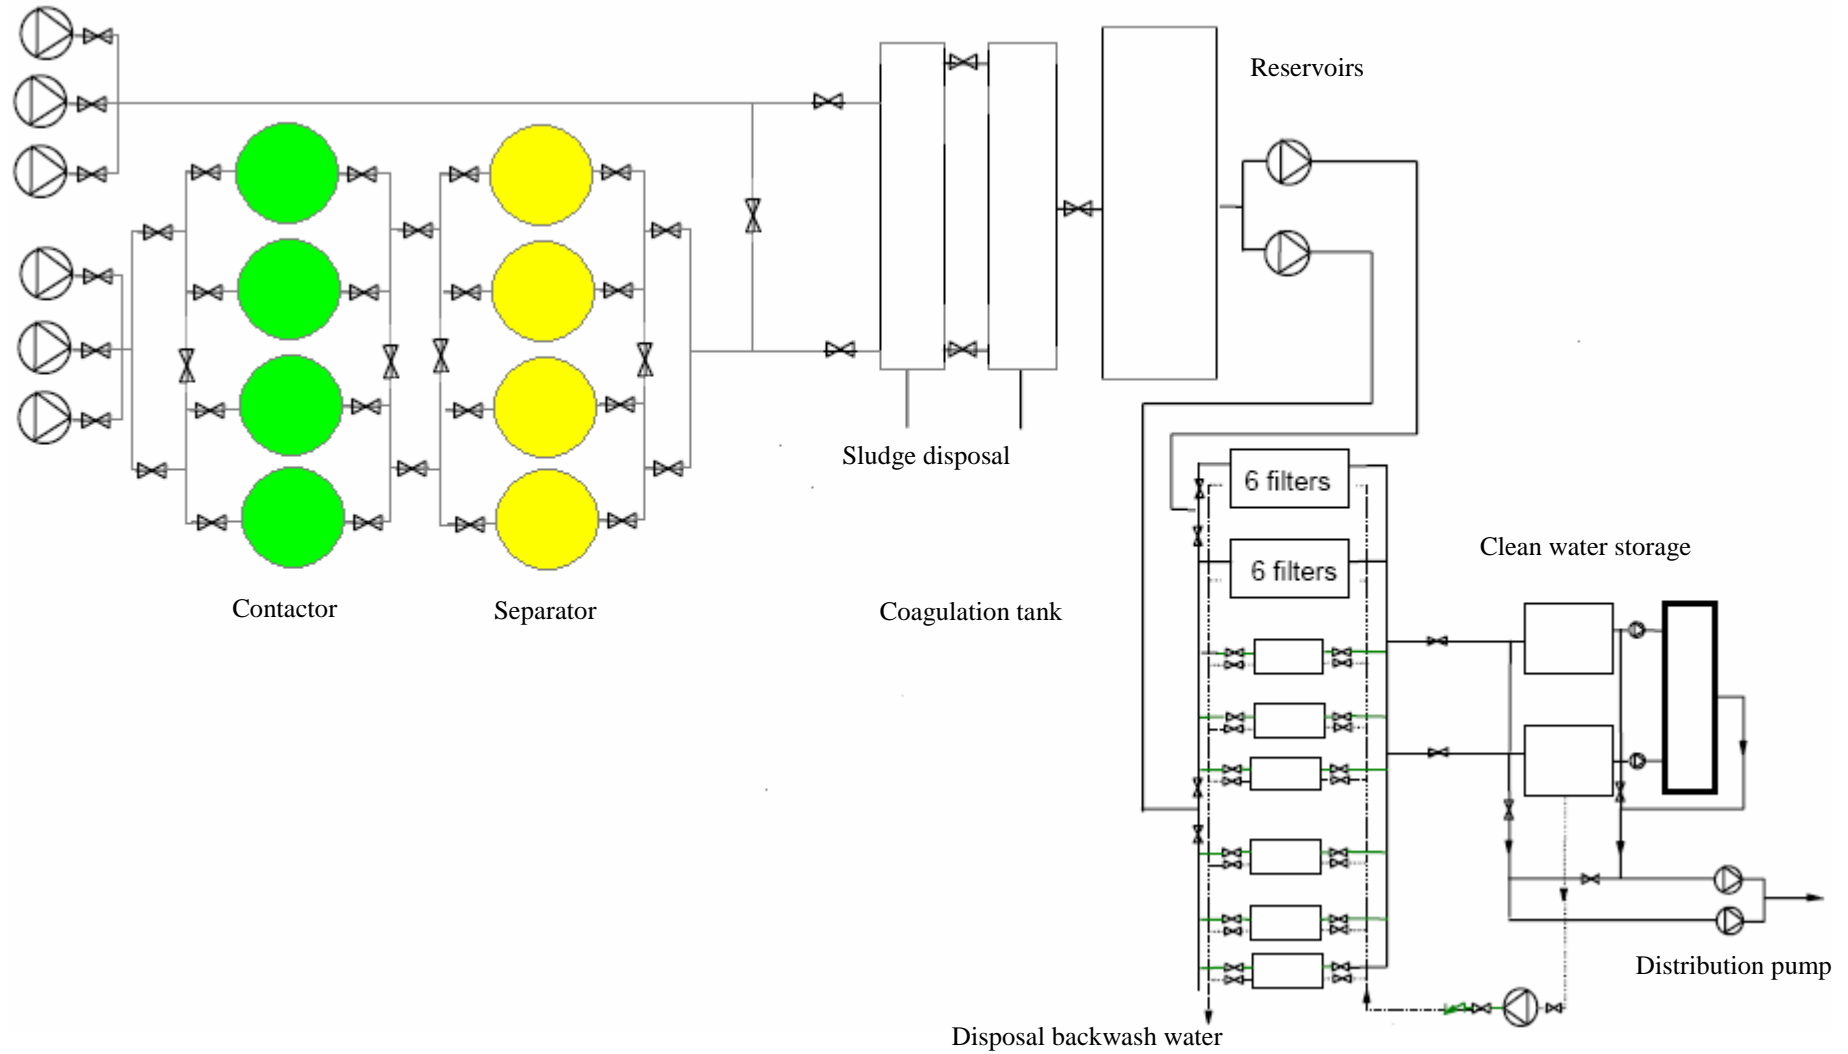 Reservoirs
Sludge disposal
6 filters
6 filters
Clean water storage
Contactor
Separator
Coagulation tank
Distribution pump
Disposal backwash water